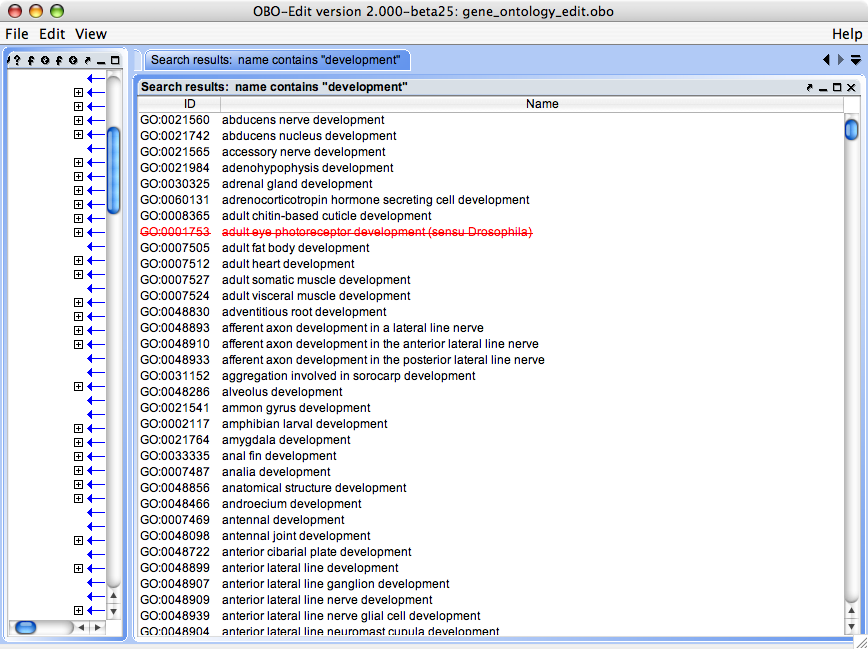 OBO-Edit version 2.000-beta25: gene_ontology_edit.obo
File Edit View Help
Search results: name contains "development"
Search results: name contains "development"
ID Name
GO:0021560 abducens nerve development
GO:0021742 abducens nucleus development
GO:0021565 accessory nerve development
GO:0021984 adenohypophysis development
GO:0030325 adrenal gland development
GO:0060131 adrenocorticotropin hormone secreting cell development
GO:0008365 adult chitin-based cuticle development
GO:0001753 adult eye photoreceptor development (sensu Drosophila)
GO:0007505 adult fat body development
GO:0007512 adult heart development
GO:0007527 adult somatic muscle development
GO:0007524 adult visceral muscle development
GO:0048830 adventitious root development
GO:0048893 afferent axon development in a lateral line nerve
GO:0048910 afferent axon development in the anterior lateral line nerve
GO:0048933 afferent axon development in the posterior lateral line nerve
GO:0031152 aggregation involved in sorocarp development
GO:0048286 alveolus development
GO:0021541 ammon gyrus development
GO:0002117 amphibian larval development
GO:0021764 amygdala development
GO:0033335 anal fin development
GO:0007487 analia development
GO:0048856 anatomical structure development
GO:0048466 androecium development
GO:0007469 antennal development
GO:0048098 antennal joint development
GO:0048722 anterior cibarial plate development
GO:0048899 anterior lateral line development
GO:0048907 anterior lateral line ganglion development
GO:0048909 anterior lateral line nerve development
GO:0048939 anterior lateral line nerve glial cell development
GO:0048904 anterior lateral line neuromast cupula development